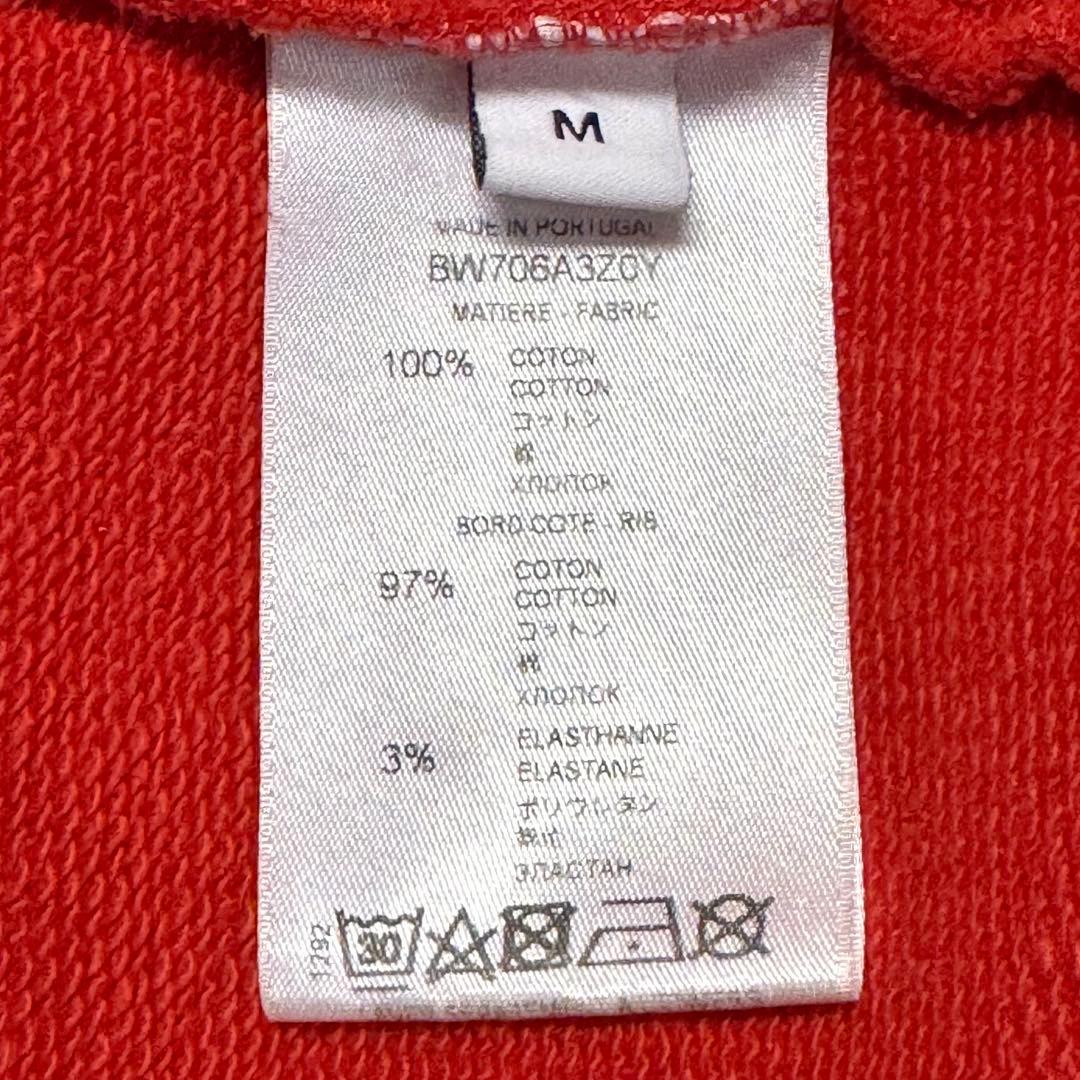 M
MADE IN PORTUGAL
BW706A3Z0Y
MATIERE - FABRIC
100% COTON
COTTON
コットン
棉
ХЛОПОК
BORD COTE - RIB
97% COTON
COTTON
コットン
棉
ХЛОПОК
3% ELASTHANNE
ELASTANE
ポリウレタン
ЭЛАСТАН
30
1792